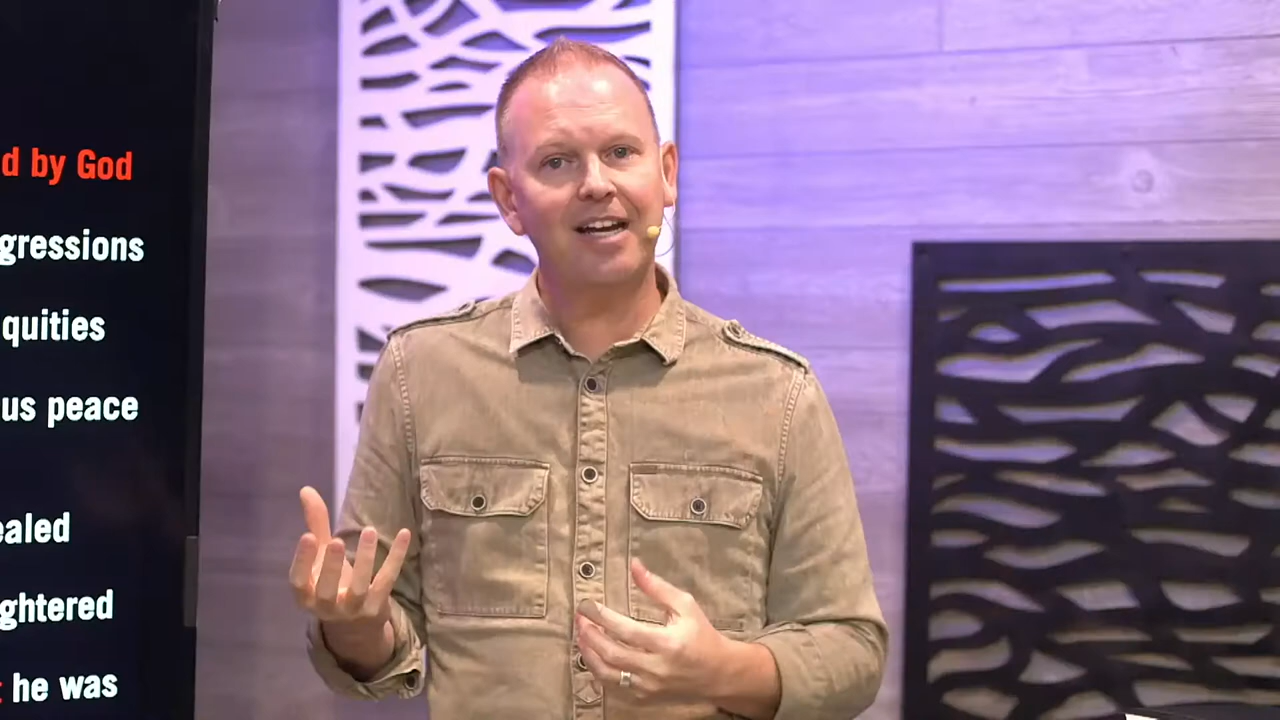 d by God
gressions
quities
us peace
ealed
ghtered
he was